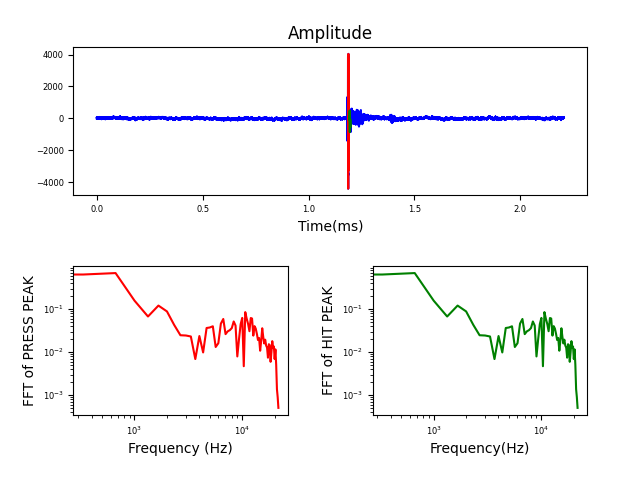 Amplitude
4000
2000
0
−2000
−4000
0.0 0.5 1.0 1.5 2.0
Time(ms)
FFT of PRESS PEAK
10⁻¹
10⁻²
10⁻³
10³ 10⁴
Frequency (Hz)
FFT of HIT PEAK
10⁻¹
10⁻²
10⁻³
10³ 10⁴
Frequency(Hz)